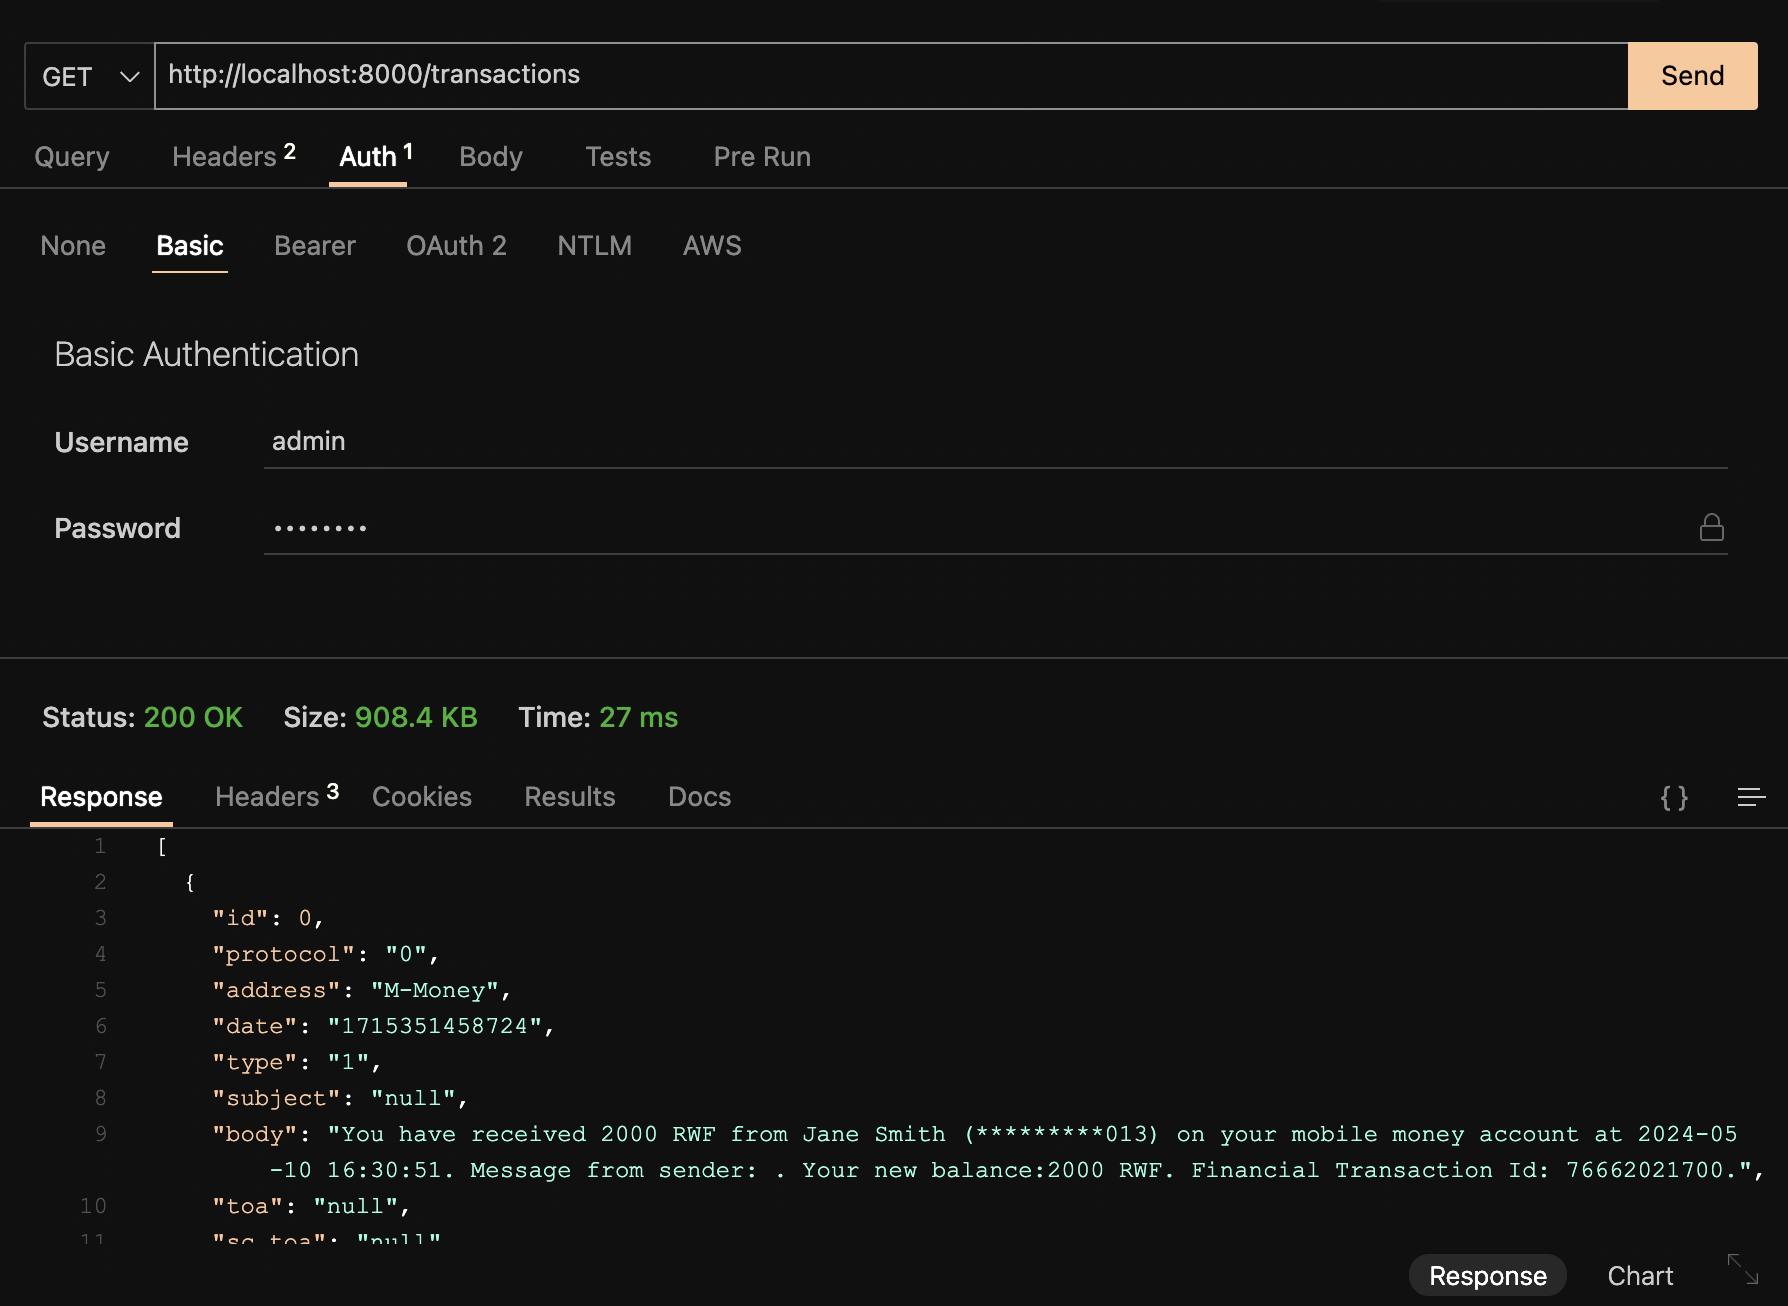 GET http://localhost:8000/transactions Send
Query Headers 2 Auth 1 Body Tests Pre Run
None Basic Bearer OAuth 2 NTLM AWS
Basic Authentication
Username admin
Password ••••••••
Status: 200 OK Size: 908.4 KB Time: 27 ms
Response Headers 3 Cookies Results Docs { }
1 [
2 {
3 "id": 0,
4 "protocol": "0",
5 "address": "M-Money",
6 "date": "1715351458724",
7 "type": "1",
8 "subject": "null",
9 "body": "You have received 2000 RWF from Jane Smith (*********013) on your mobile money account at 2024-05
-10 16:30:51. Message from sender: . Your new balance:2000 RWF. Financial Transaction Id: 76662021700.",
10 "toa": "null",
11 "sc_toa": "null"
Response Chart